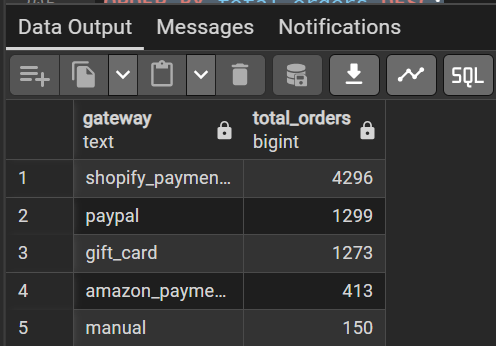 Data Output Messages Notifications
SQL
gateway total_orders
text bigint
1 shopify_paymen... 4296
2 paypal 1299
3 gift_card 1273
4 amazon_payme... 413
5 manual 150